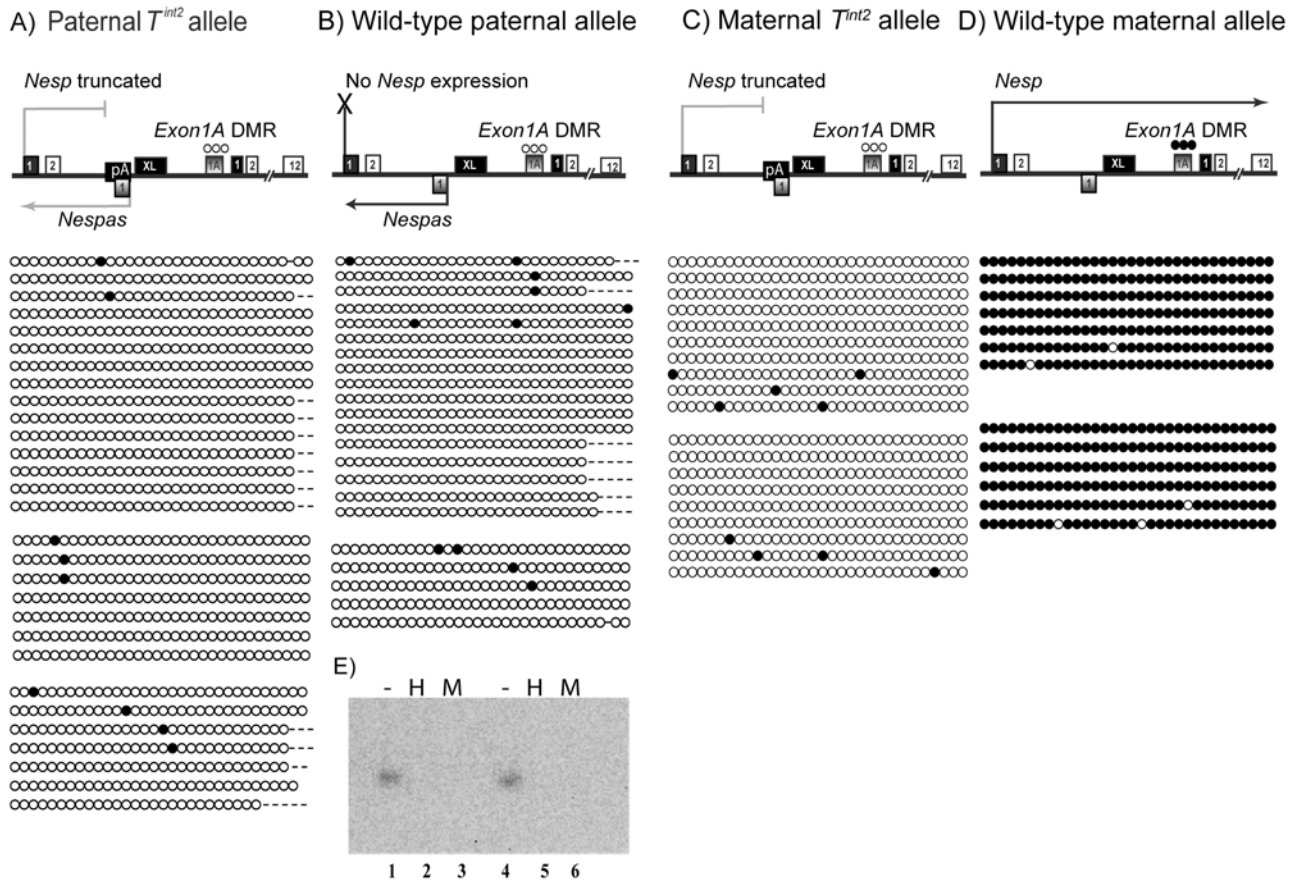 A) Paternal T^int2 allele
B) Wild-type paternal allele
C) Maternal T^int2 allele
D) Wild-type maternal allele
Nesp truncated
No Nesp expression
Nesp truncated
Nesp
X
Exon1A DMR
Exon1A DMR
Exon1A DMR
Exon1A DMR
1 2 pA 1 XL 1A 1 2 12
1 2 1 XL 1A 1 2 12
1 2 pA 1 XL 1A 1 2 12
1 2 1 XL 1A 1 2 12
Nespas
Nespas
E)
- H M - H M
1 2 3 4 5 6